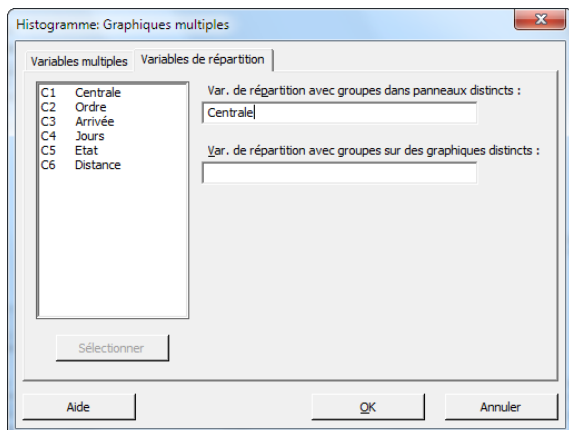 Histogramme: Graphiques multiples
Variables multiples Variables de répartition
C1 Centrale
C2 Ordre
C3 Arrivée
C4 Jours
C5 Etat
C6 Distance
Var. de répartition avec groupes dans panneaux distincts :
Centrale
Var. de répartition avec groupes sur des graphiques distincts :
Sélectionner
Aide OK Annuler